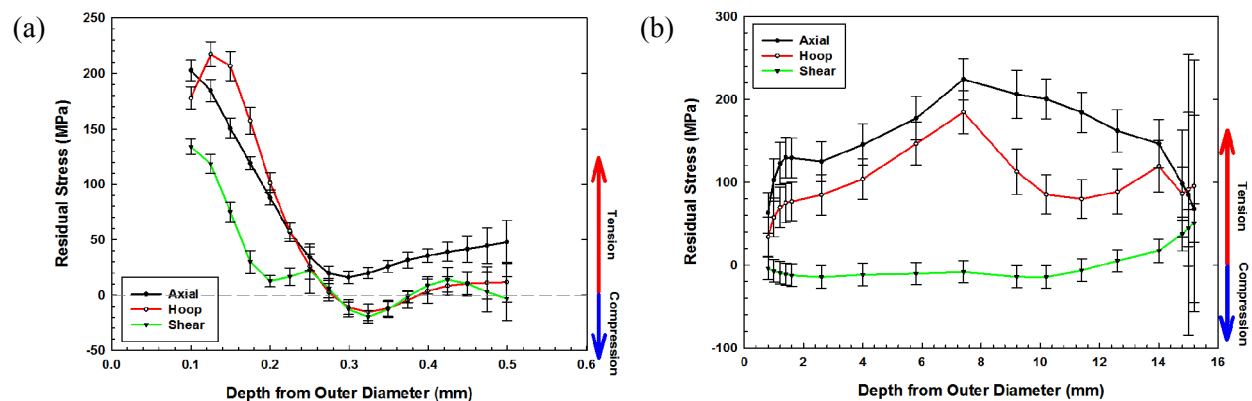 (a)
250
200
150
100
50
0
-50
Residual Stress (MPa)
Axial
Hoop
Shear
0.0 0.1 0.2 0.3 0.4 0.5 0.6
Depth from Outer Diameter (mm)
Tension
Compression
(b)
300
200
100
0
-100
Residual Stress (MPa)
Axial
Hoop
Shear
0 2 4 6 8 10 12 14 16
Depth from Outer Diameter (mm)
Tension
Compression